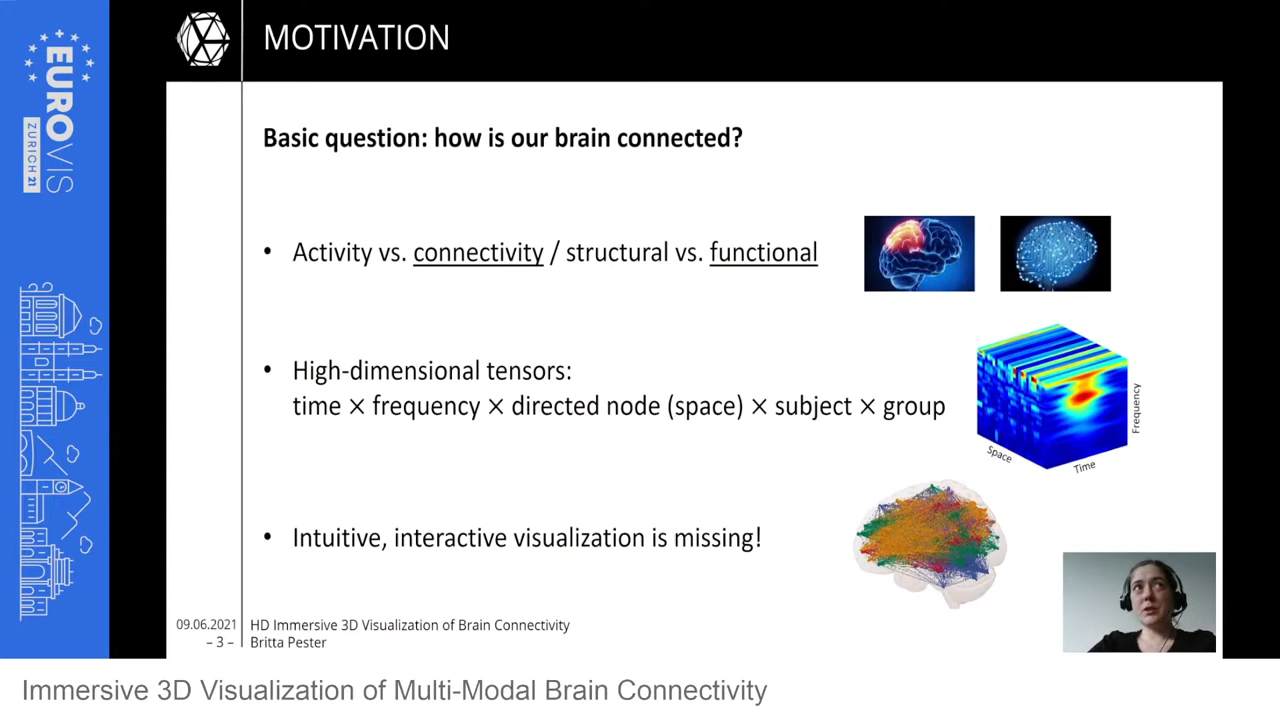 EUROVIS
ZURICH 21
MOTIVATION
Basic question: how is our brain connected?
• Activity vs. connectivity / structural vs. functional
• High-dimensional tensors:
time × frequency × directed node (space) × subject × group
Space
Time
Frequency
• Intuitive, interactive visualization is missing!
09.06.2021
– 3 –
HD Immersive 3D Visualization of Brain Connectivity
Britta Pester
Immersive 3D Visualization of Multi-Modal Brain Connectivity